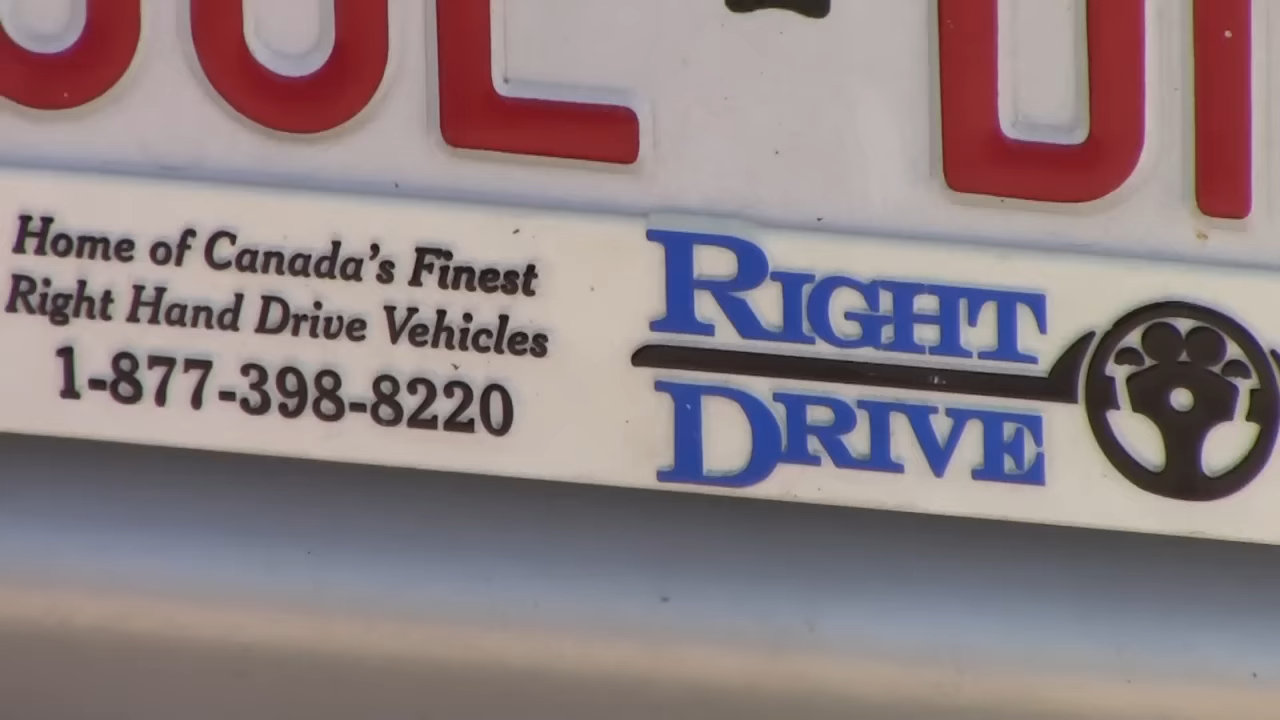 Home of Canada's Finest
Right Hand Drive Vehicles
1-877-398-8220
RIGHT
DRIVE